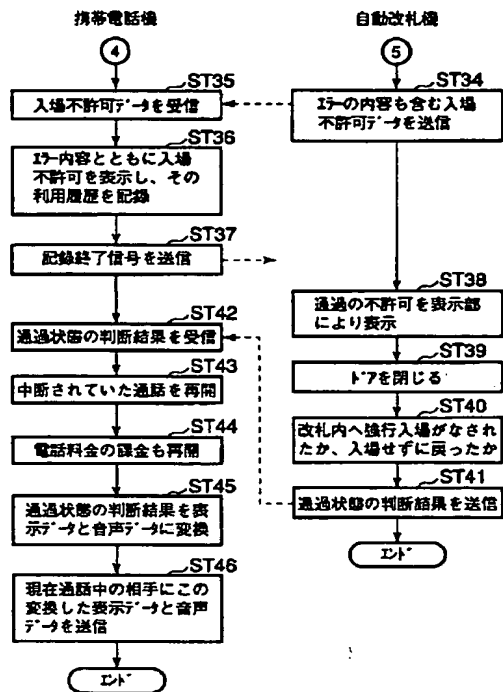 携帯電話機
自動改札機
4
5
ST35
入場不許可データを受信
ST34
エラーの内容も含む入場
不許可データを送信
ST36
エラー内容とともに入場
不許可を表示し、その
利用履歴を記録
ST37
記録終了信号を送信
ST38
通過の不許可を表示部
により表示
ST42
通過状態の判断結果を受信
ST39
ドアを閉じる
ST43
中断されていた通話を再開
ST40
改札内へ強行入場がなされ
たか、入場せずに戻ったか
ST44
電話料金の課金も再開
ST41
通過状態の判断結果を送信
ST45
通過状態の判断結果を表
示データと音声データに変換
エンド
ST46
現在通話中の相手にこの
変換した表示データと音声
データを送信
エンド